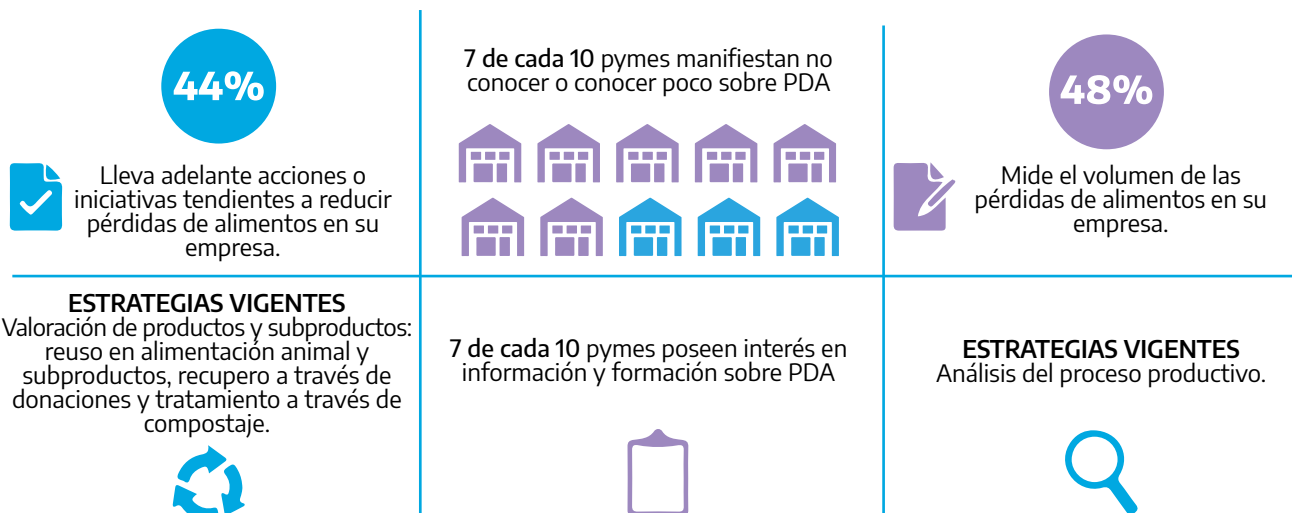 44%
Lleva adelante acciones o
iniciativas tendientes a reducir
pérdidas de alimentos en su
empresa.
7 de cada 10 pymes manifiestan no
conocer o conocer poco sobre PDA
48%
Mide el volumen de las
pérdidas de alimentos en su
empresa.
ESTRATEGIAS VIGENTES
Valoración de productos y subproductos:
reuso en alimentación animal y
subproductos, recupero a través de
donaciones y tratamiento a través de
compostaje.
7 de cada 10 pymes poseen interés en
información y formación sobre PDA
ESTRATEGIAS VIGENTES
Análisis del proceso productivo.